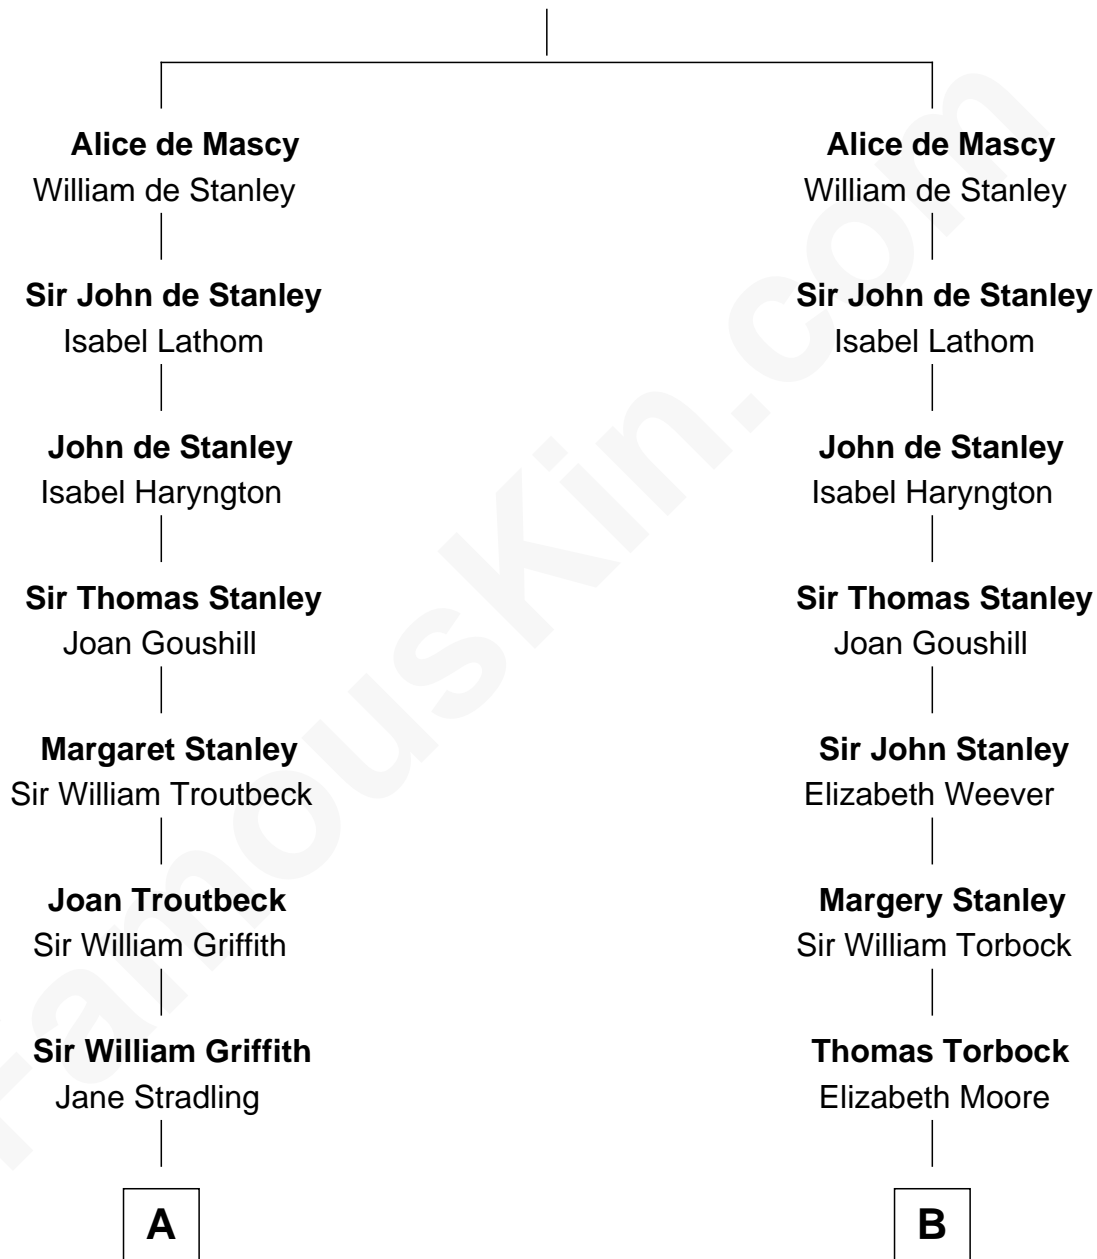 Alice de Mascy
William de Stanley
Sir John de Stanley
Isabel Lathom
John de Stanley
Isabel Haryngton
Sir Thomas Stanley
Joan Goushill
Margaret Stanley
Sir William Troutbeck
Joan Troutbeck
Sir William Griffith
Sir William Griffith
Jane Stradling
A
Alice de Mascy
William de Stanley
Sir John de Stanley
Isabel Lathom
John de Stanley
Isabel Haryngton
Sir Thomas Stanley
Joan Goushill
Sir John Stanley
Elizabeth Weever
Margery Stanley
Sir William Torbock
Thomas Torbock
Elizabeth Moore
B
FamousKin.com